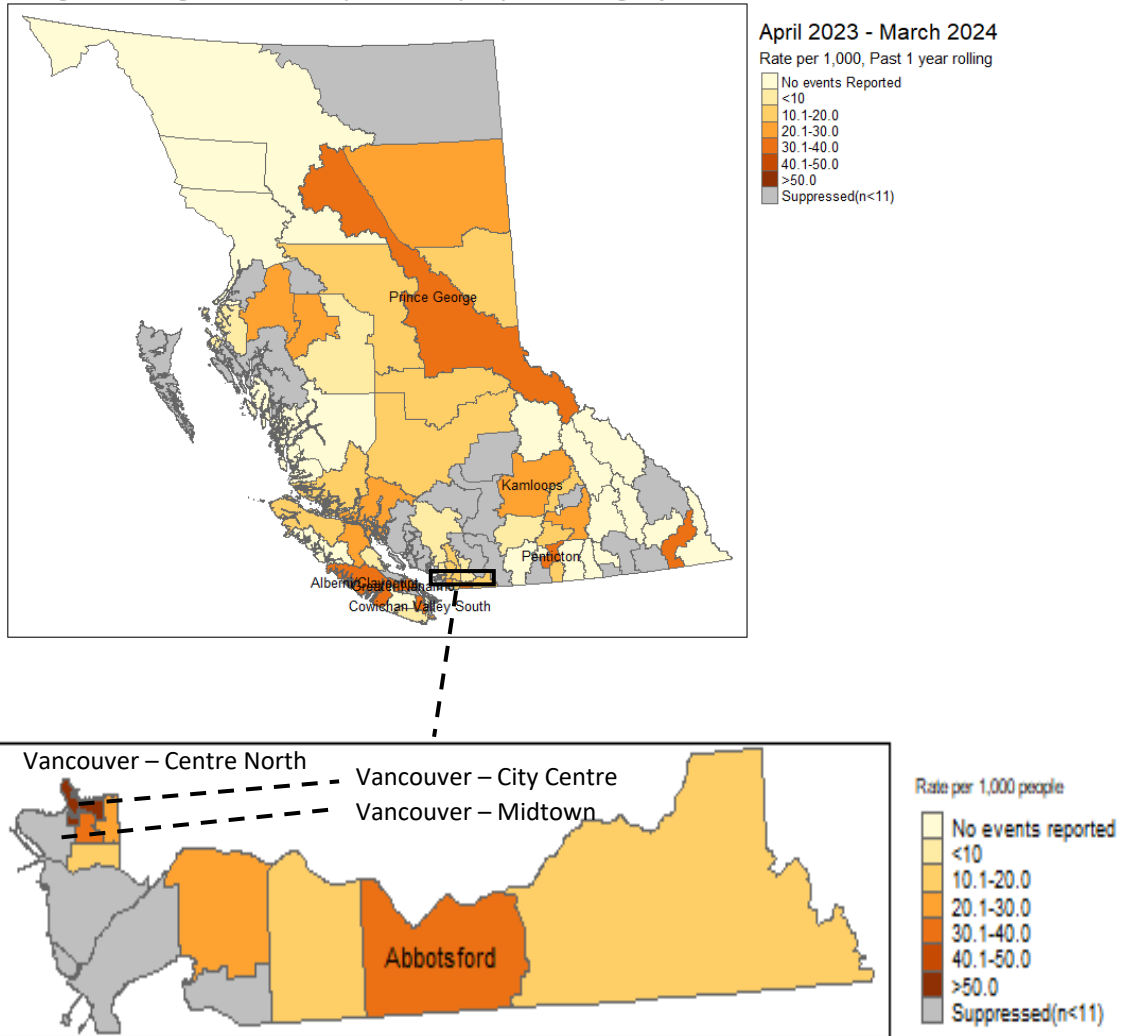 April 2023 - March 2024
Rate per 1,000, Past 1 year rolling
No events Reported
<10
10.1-20.0
20.1-30.0
30.1-40.0
40.1-50.0
>50.0
Suppressed(n<11)
Prince George
Kamloops
Penticton
Cowichan Valley South
Vancouver – Centre North
Vancouver – City Centre
Vancouver – Midtown
Abbotsford
Rate per 1,000 people
No events reported
<10
10.1-20.0
20.1-30.0
30.1-40.0
40.1-50.0
>50.0
Suppressed(n<11)